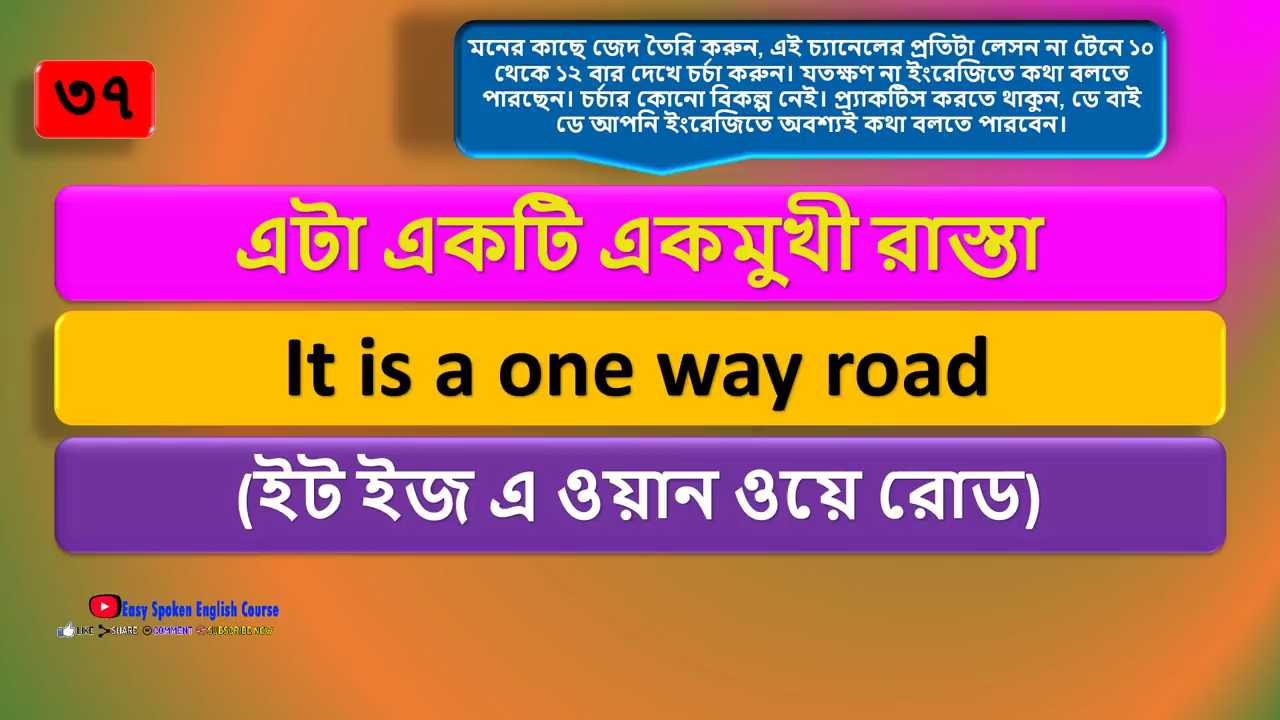 ৩৭
মনের কাছে জেদ তৈরি করুন, এই চ্যানেলের প্রতিটা লেসন না টেনে ১০
থেকে ১২ বার দেখে চর্চা করুন। যতক্ষণ না ইংরেজিতে কথা বলতে
পারছেন। চর্চার কোনো বিকল্প নেই। প্র্যাকটিস করতে থাকুন, ডে বাই
ডে আপনি ইংরেজিতে অবশ্যই কথা বলতে পারবেন।
এটা একটি একমুখী রাস্তা
It is a one way road
(ইট ইজ এ ওয়ান ওয়ে রোড)
Easy Spoken English Course
LIKE SHARE COMMENT SUBSCRIBE NOW